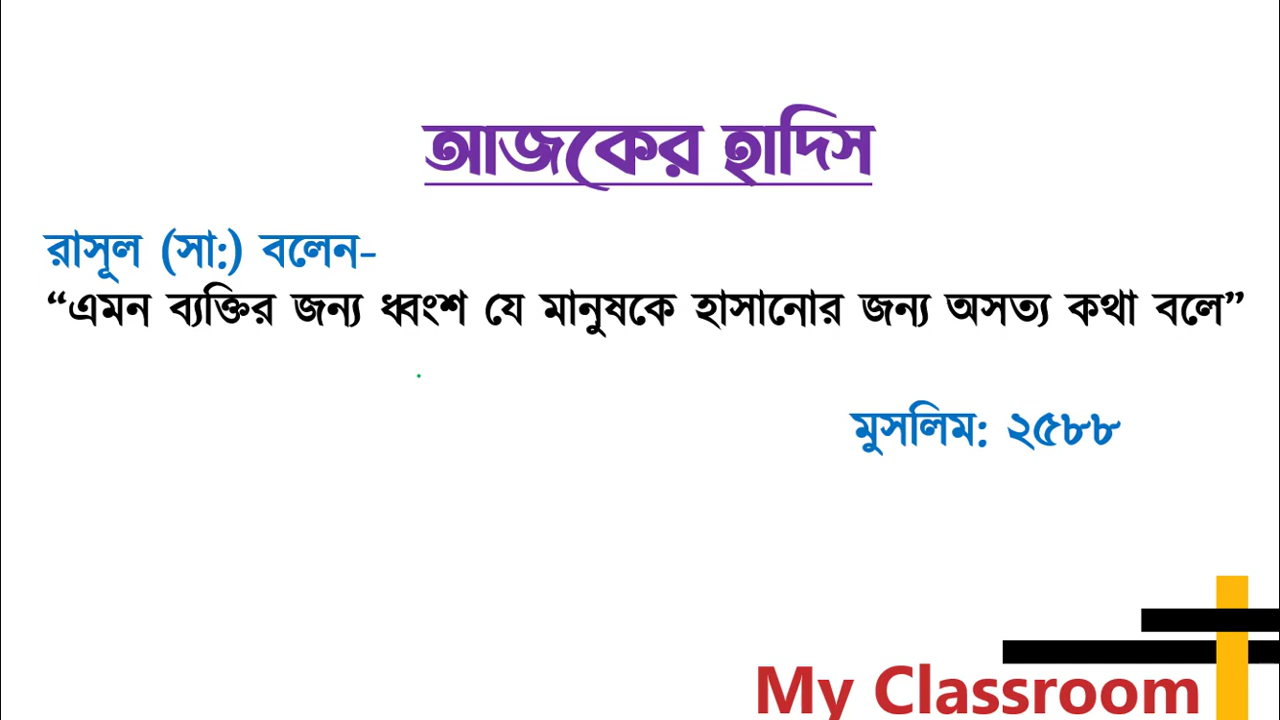 আজকের হাদিস
রাসূল (সা:) বলেন-
“এমন ব্যক্তির জন্য ধ্বংশ যে মানুষকে হাসানোর জন্য অসত্য কথা বলে”
মুসলিম: ২৫৮৮
My Classroom